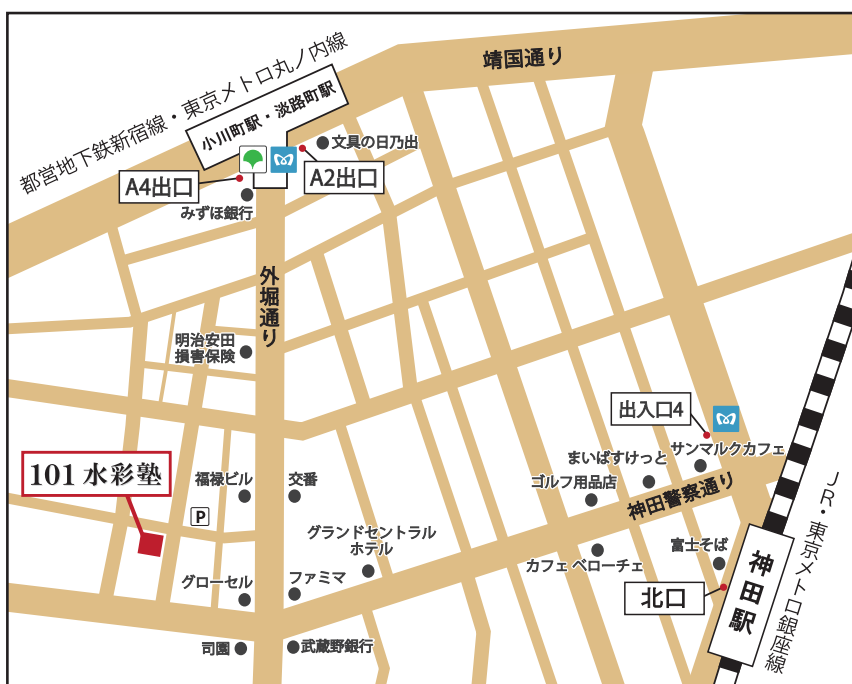 靖国通り
都営地下鉄新宿線・東京メトロ丸ノ内線
小川町駅・淡路町駅
文具の日乃出
A4出口
A2出口
みずほ銀行
外堀通り
明治安田
損害保険
出入口4
サンマルクカフェ
まいばすけっと
101 水彩塾
福禄ビル
交番
ゴルフ用品店
神田警察通り
P
グランドセントラル
ホテル
カフェ ベローチェ
富士そば
JR・東京メトロ銀座線
神田駅
北口
グローセル
ファミマ
司園
武蔵野銀行